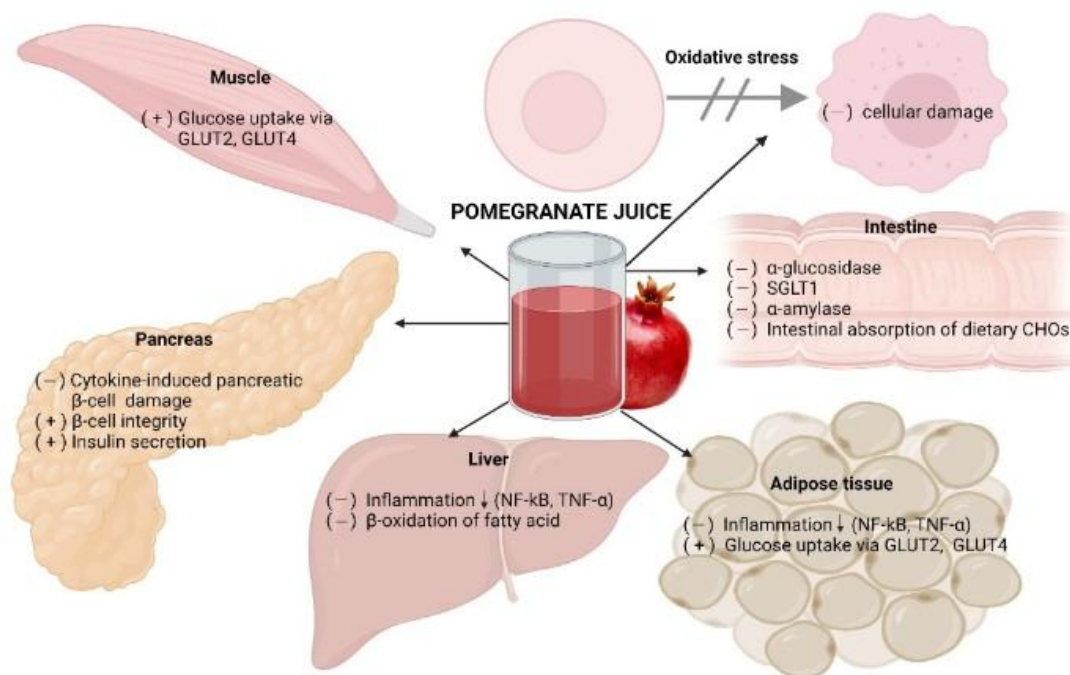 Muscle
(+) Glucose uptake via
GLUT2, GLUT4
Oxidative stress
(−) cellular damage
POMEGRANATE JUICE
Intestine
(−) α-glucosidase
(−) SGLT1
(−) α-amylase
(−) Intestinal absorption of dietary CHOs
Pancreas
(−) Cytokine-induced pancreatic
β-cell damage
(+) β-cell integrity
(+) Insulin secretion
Liver
(−) Inflammation ↓ (NF-kB, TNF-α)
(−) β-oxidation of fatty acid
Adipose tissue
(−) Inflammation ↓ (NF-kB, TNF-α)
(+) Glucose uptake via GLUT2, GLUT4